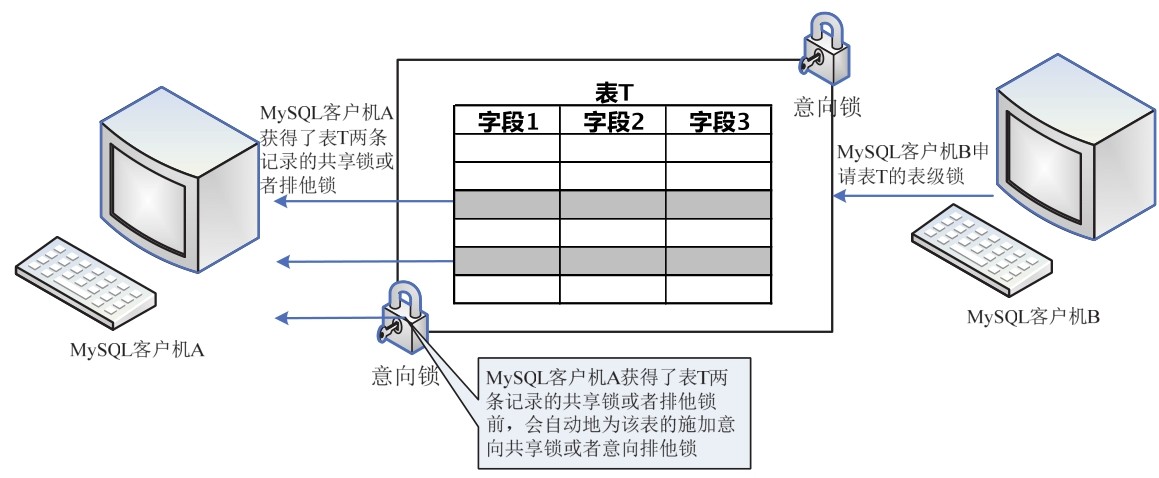 MySQL客户机A
获得了表T两条
记录的共享锁或
者排他锁
表T
字段1 字段2 字段3
意向锁
MySQL客户机B申
请表T的表级锁
MySQL客户机A
MySQL客户机B
意向锁
MySQL客户机A获得了表T两
条记录的共享锁或者排他锁
前，会自动地为该表的施加意
向共享锁或者意向排他锁